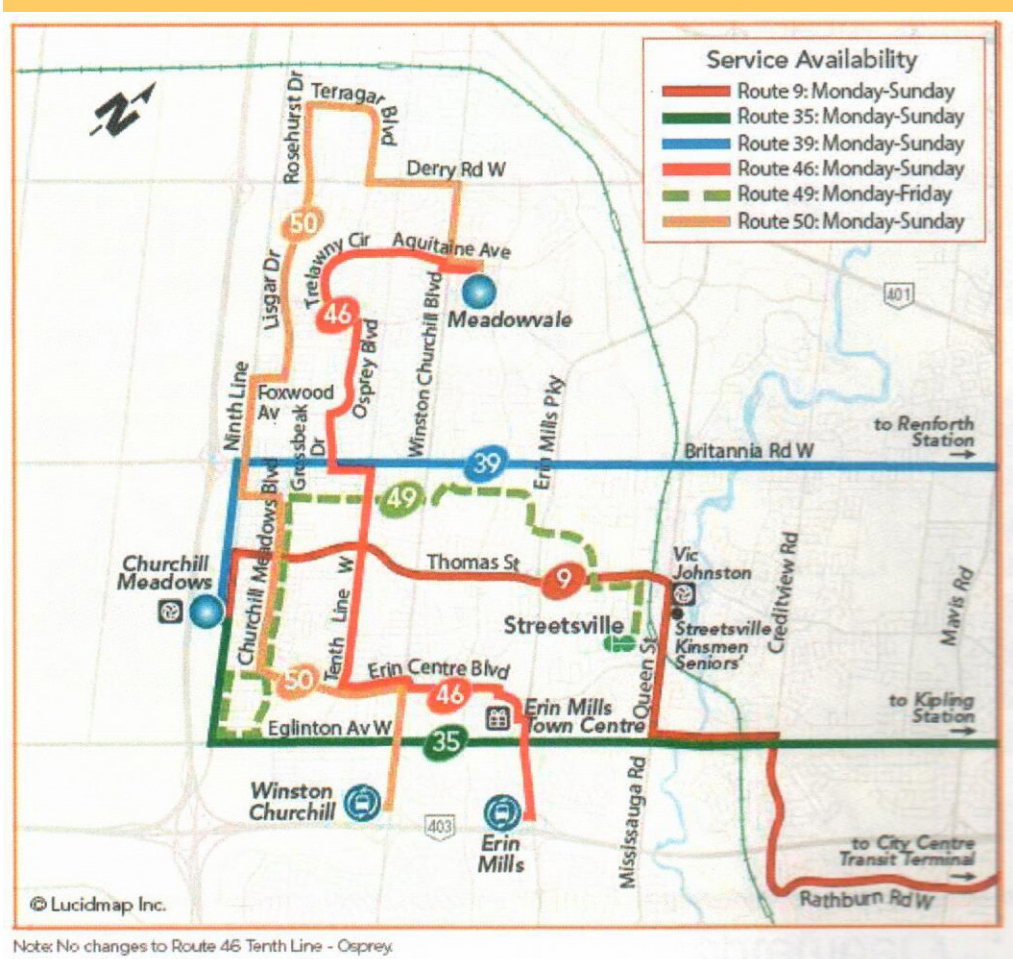 Service Availability
Route 9: Monday-Sunday
Route 35: Monday-Sunday
Route 39: Monday-Sunday
Route 46: Monday-Sunday
Route 49: Monday-Friday
Route 50: Monday-Sunday
N
Rosehurst Dr
Terragar
Blvd
Derry Rd W
50
Lisgar Dr
Trelawny Cir
Aquitaine Ave
46
Meadowvale
401
Osprey Blvd
Winston Churchill Blvd
Ninth Line
Foxwood
Av
Grossbeak
Dr
Erin Mills Pky
to Renforth
Station
Britannia Rd W
39
49
Churchill Meadows Blvd
Churchill
Meadows
Thomas St
9
Vic
Johnston
Creditview Rd
Mavis Rd
Tenth Line W
Streetsville
Streetsville
Kinsmen
Seniors'
Queen St
50
Erin Centre Blvd
46
Erin Mills
Town Centre
to Kipling
Station
Eglinton Av W
35
Winston
Churchill
403
Erin
Mills
Mississauga Rd
to City Centre
Transit Terminal
Rathburn Rd W
© Lucidmap Inc.
Note: No changes to Route 46 Tenth Line - Osprey.